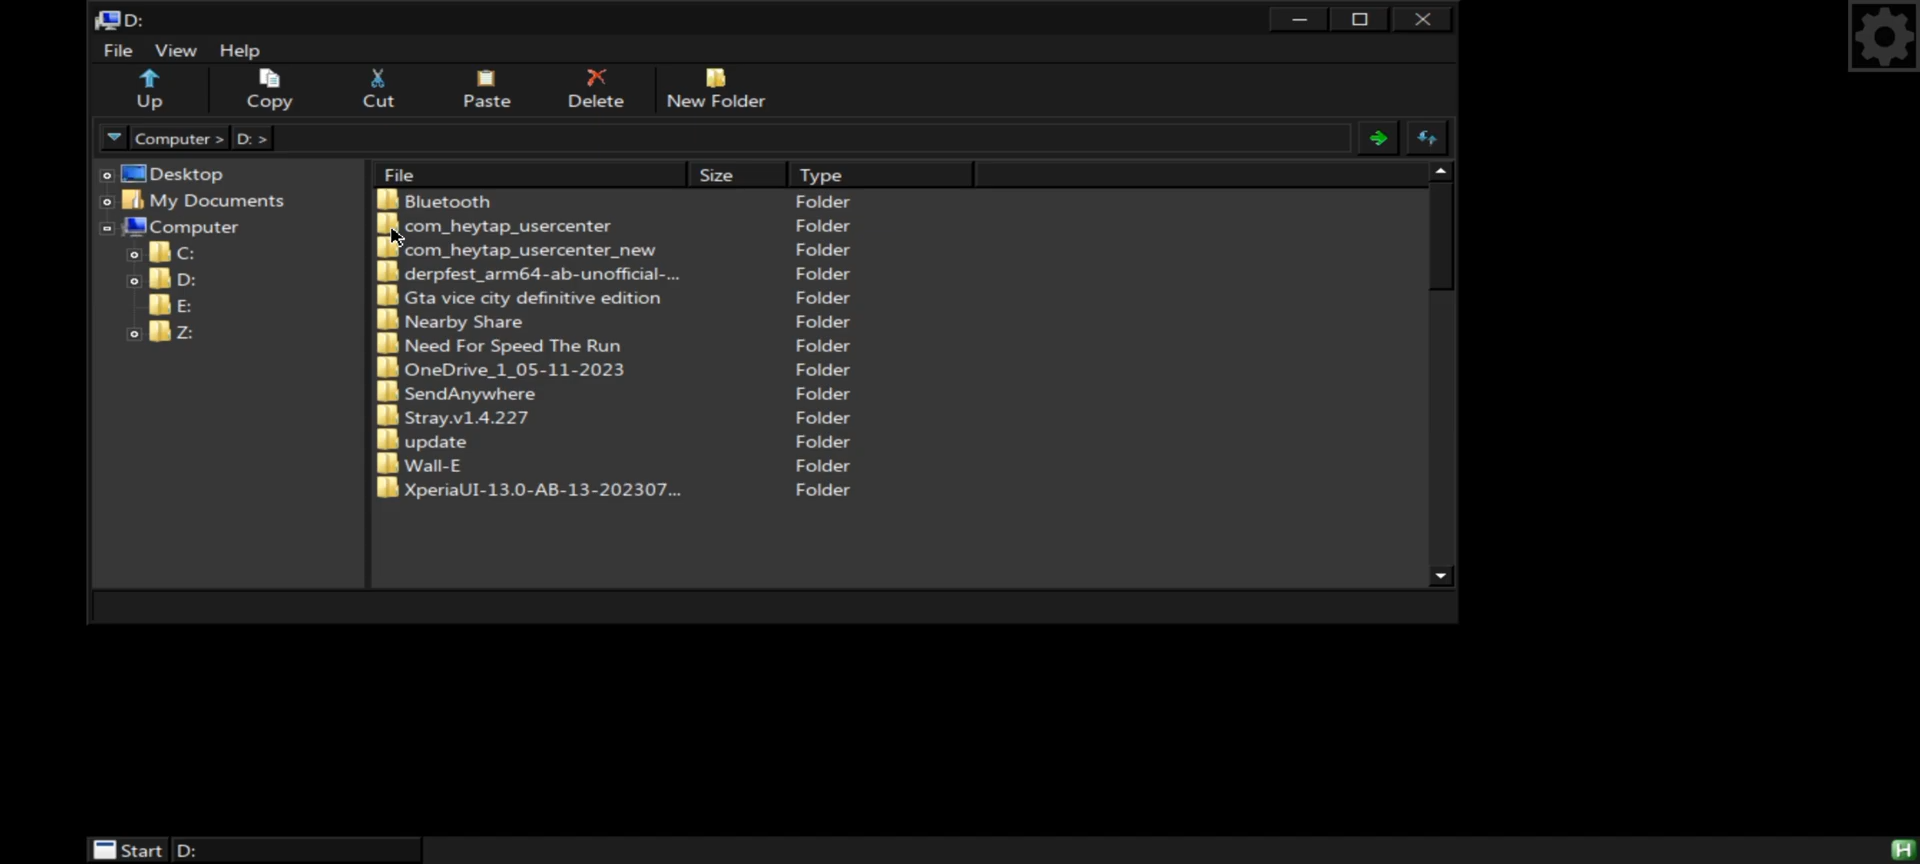 D:
File View Help
Up Copy Cut Paste Delete New Folder
Computer > D: >
Desktop
My Documents
Computer
C:
D:
E:
Z:
File Size Type
Bluetooth Folder
com_heytap_usercenter Folder
com_heytap_usercenter_new Folder
derpfest_arm64-ab-unofficial-... Folder
Gta vice city definitive edition Folder
Nearby Share Folder
Need For Speed The Run Folder
OneDrive_1_05-11-2023 Folder
SendAnywhere Folder
Stray.v1.4.227 Folder
update Folder
Wall-E Folder
XperiaUI-13.0-AB-13-202307... Folder
Start D: H